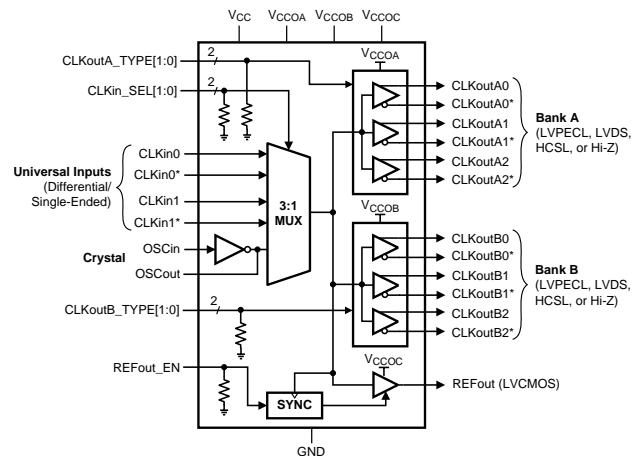 VCC VCCOA VCCOB VCCOC
CLKoutA_TYPE[1:0] 2
CLKin_SEL[1:0] 2
Universal Inputs
(Differential/
Single-Ended)
CLKin0
CLKin0*
CLKin1
CLKin1*
Crystal
OSCin
OSCout
3:1
MUX
CLKoutB_TYPE[1:0] 2
REFout_EN
SYNC
VCCOA
CLKoutA0
CLKoutA0*
CLKoutA1
CLKoutA1*
CLKoutA2
CLKoutA2*
Bank A
(LVPECL, LVDS,
HCSL, or Hi-Z)
VCCOB
CLKoutB0
CLKoutB0*
CLKoutB1
CLKoutB1*
CLKoutB2
CLKoutB2*
Bank B
(LVPECL, LVDS,
HCSL, or Hi-Z)
VCCOC
REFout (LVCMOS)
GND